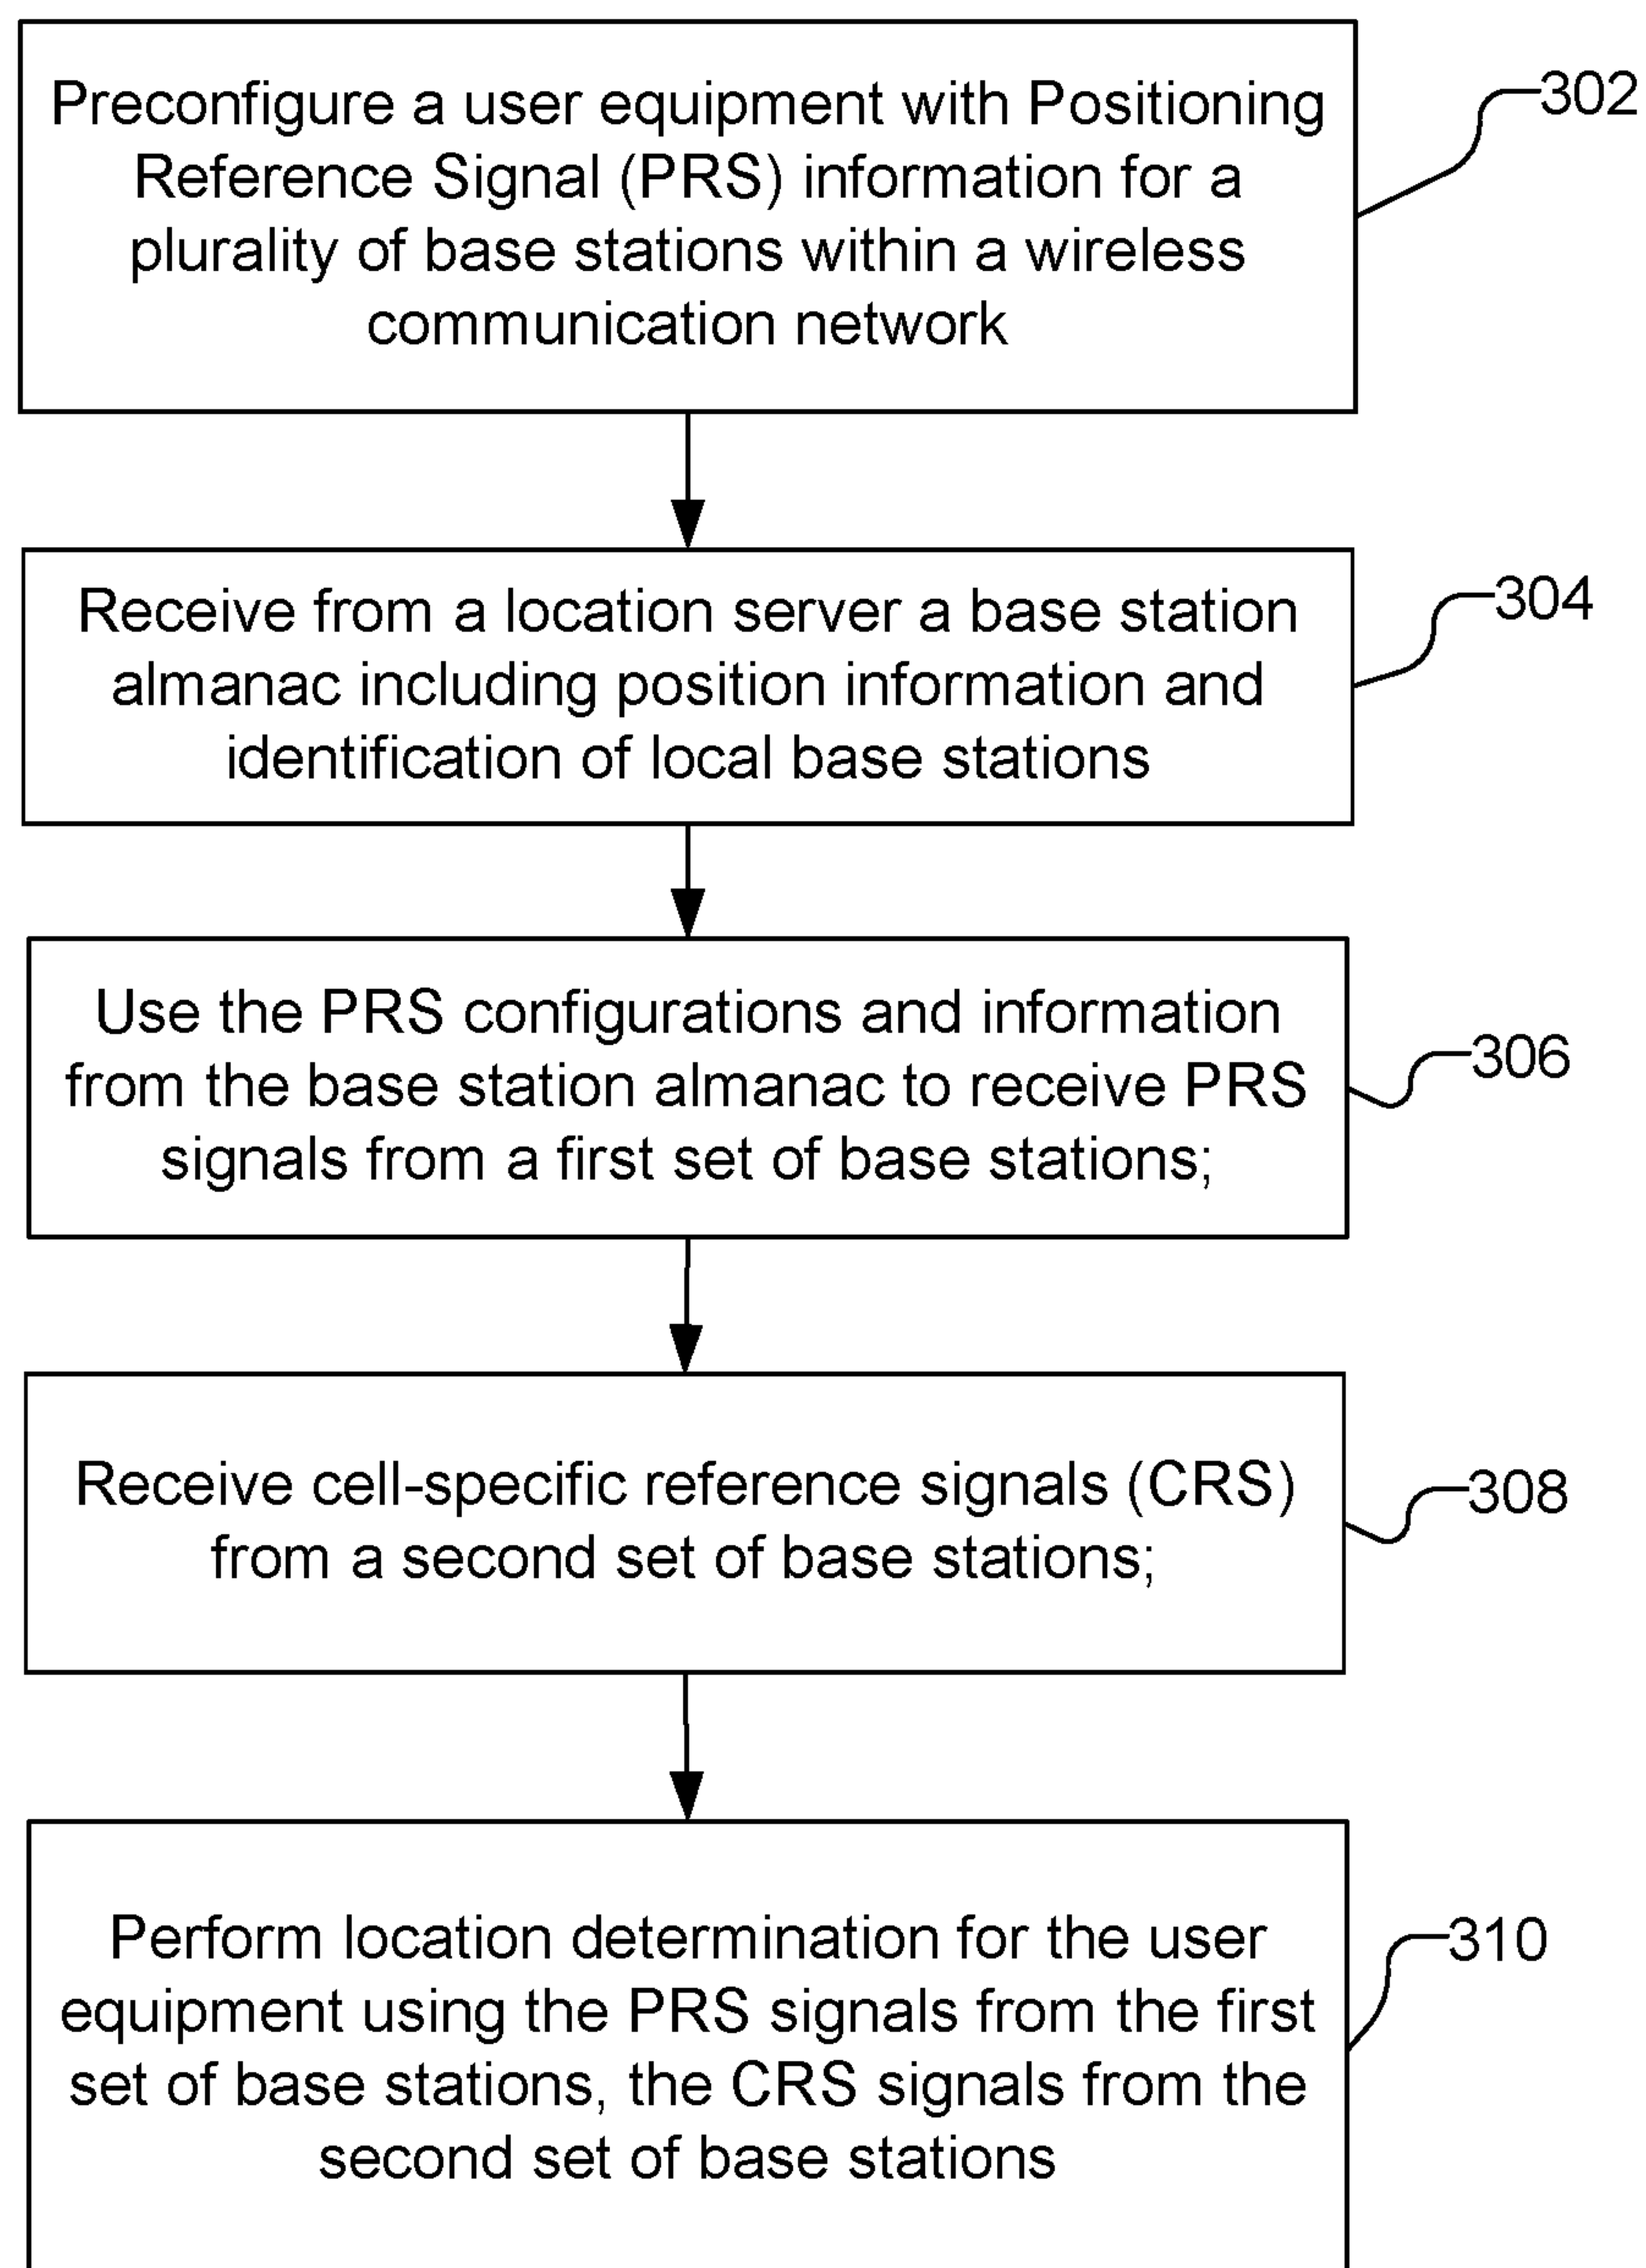 Preconfigure a user equipment with Positioning
Reference Signal (PRS) information for a
plurality of base stations within a wireless
communication network
302
Receive from a location server a base station
almanac including position information and
identification of local base stations
304
Use the PRS configurations and information
from the base station almanac to receive PRS
signals from a first set of base stations;
306
Receive cell-specific reference signals (CRS)
from a second set of base stations;
308
Perform location determination for the user
equipment using the PRS signals from the first
set of base stations, the CRS signals from the
second set of base stations
310